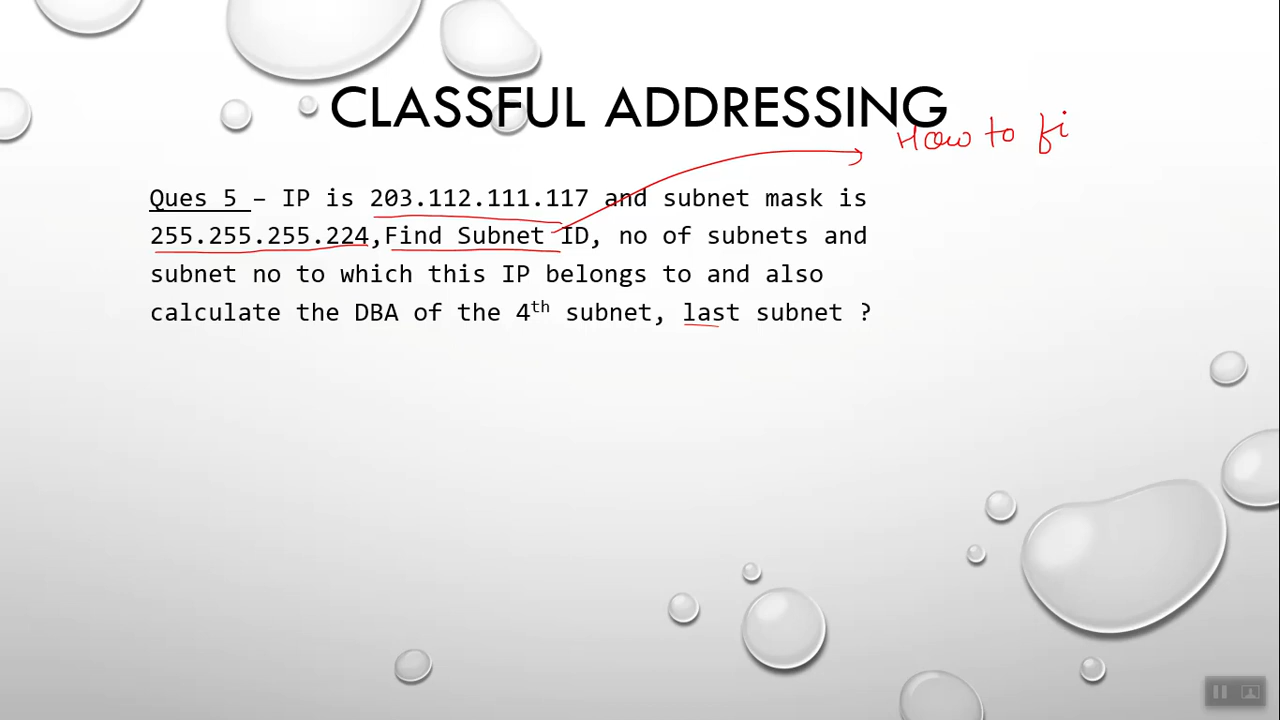 CLASSFUL ADDRESSING
How to fi
Ques 5 – IP is 203.112.111.117 and subnet mask is
255.255.255.224,Find Subnet ID, no of subnets and
subnet no to which this IP belongs to and also
calculate the DBA of the 4th subnet, last subnet ?